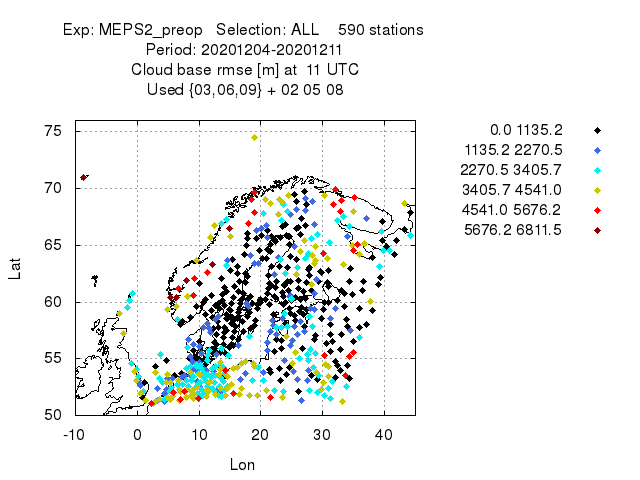 Exp: MEPS2_preop   Selection: ALL    590 stations
Period: 20201204-20201211
Cloud base rmse [m] at  11 UTC
Used {03,06,09} + 02 05 08
0.0 1135.2
1135.2 2270.5
2270.5 3405.7
3405.7 4541.0
4541.0 5676.2
5676.2 6811.5
75
70
65
60
55
50
Lat
-10 0 10 20 30 40
Lon